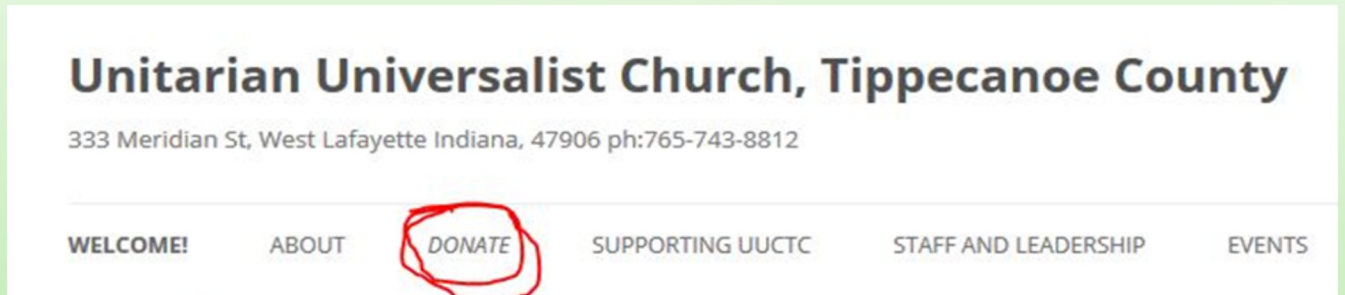 Unitarian Universalist Church, Tippecanoe County
333 Meridian St, West Lafayette Indiana, 47906 ph:765-743-8812
WELCOME! ABOUT DONATE SUPPORTING UUCTC STAFF AND LEADERSHIP EVENTS